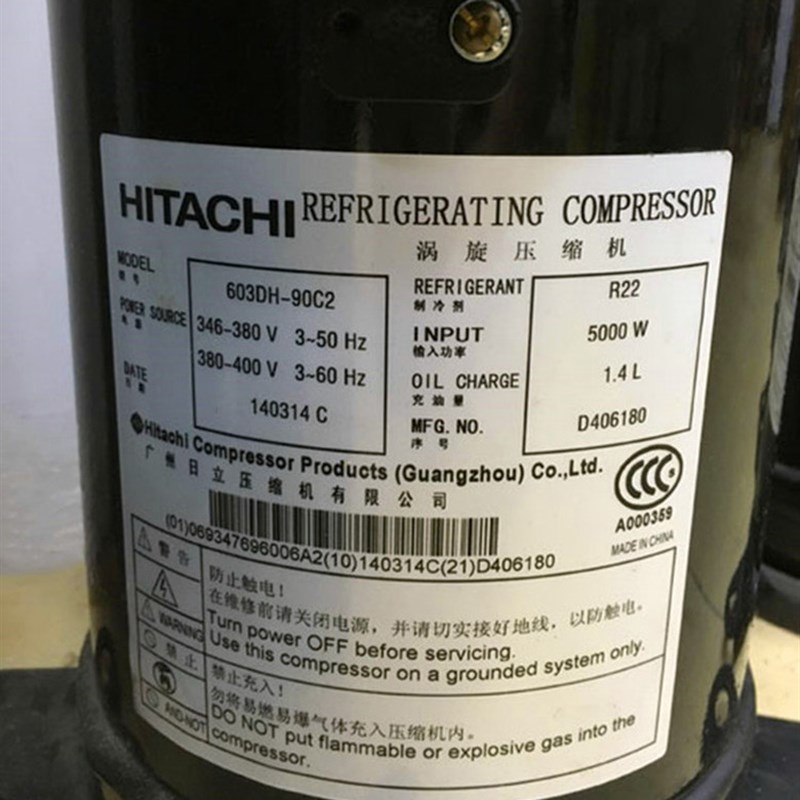 HITACHI REFRIGERATING COMPRESSOR
涡旋压缩机
MODEL 603DH-90C2
型号
POWER SOURCE 346-380 V 3~50 Hz
电源 380-400 V 3~60 Hz
DATE 140314 C
日期
REFRIGERANT R22
制冷剂
INPUT 5000 W
输入功率
OIL CHARGE 1.4 L
充油量
MFG. NO. D406180
序号
Hitachi Compressor Products (Guangzhou) Co.,Ltd.
广州日立压缩机有限公司
CCC
A000359
MADE IN CHINA
(01)069347696006A2(10)140314C(21)D406180
警告
WARNING
防止触电!
在维修前请关闭电源，并请切实接好地线，以防触电。
Turn power OFF before servicing.
Use this compressor on a grounded system only.
禁止
禁止充入!
勿将易燃易爆气体充入压缩机内。
DO NOT put flammable or explosive gas into the
compressor.